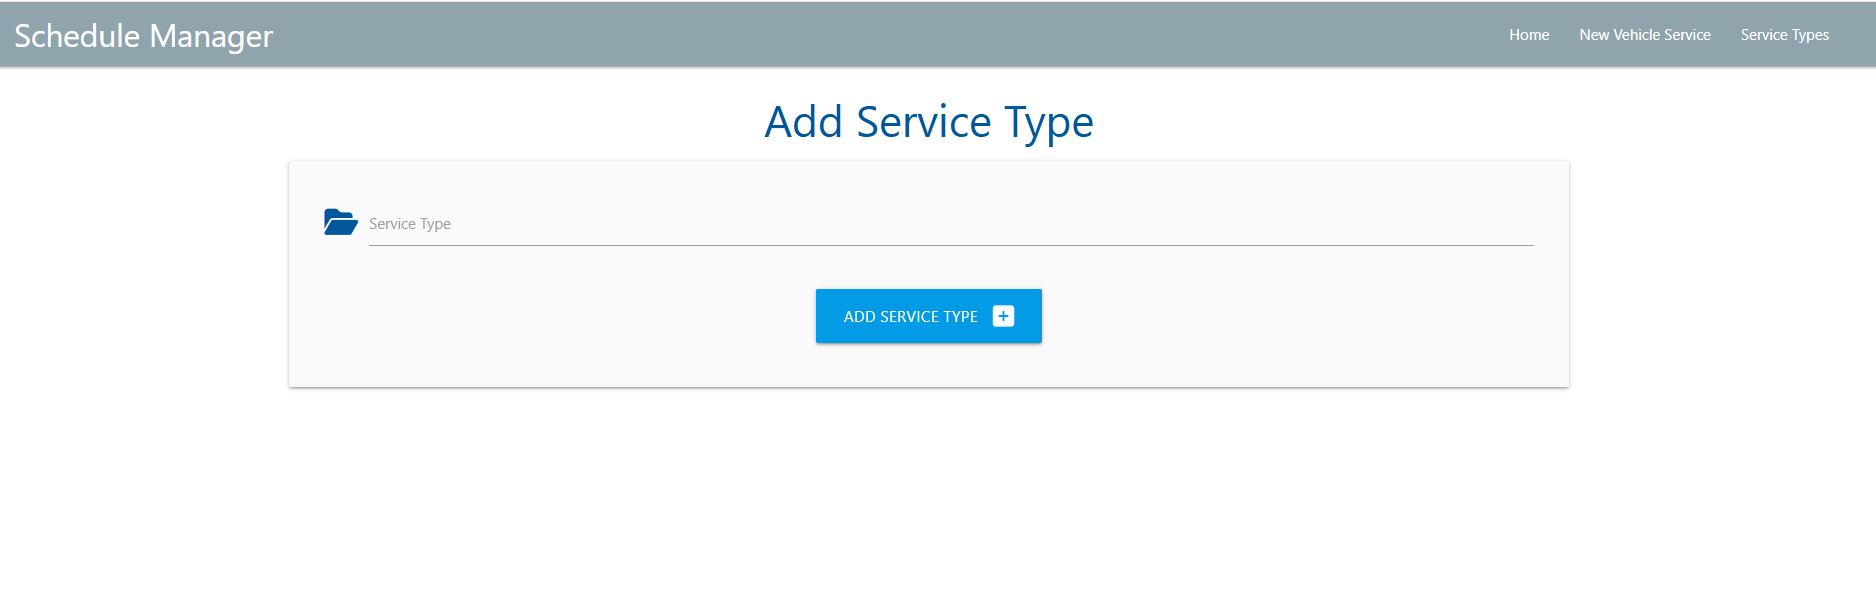 Schedule Manager
Home New Vehicle Service Service Types
Add Service Type
Service Type
ADD SERVICE TYPE